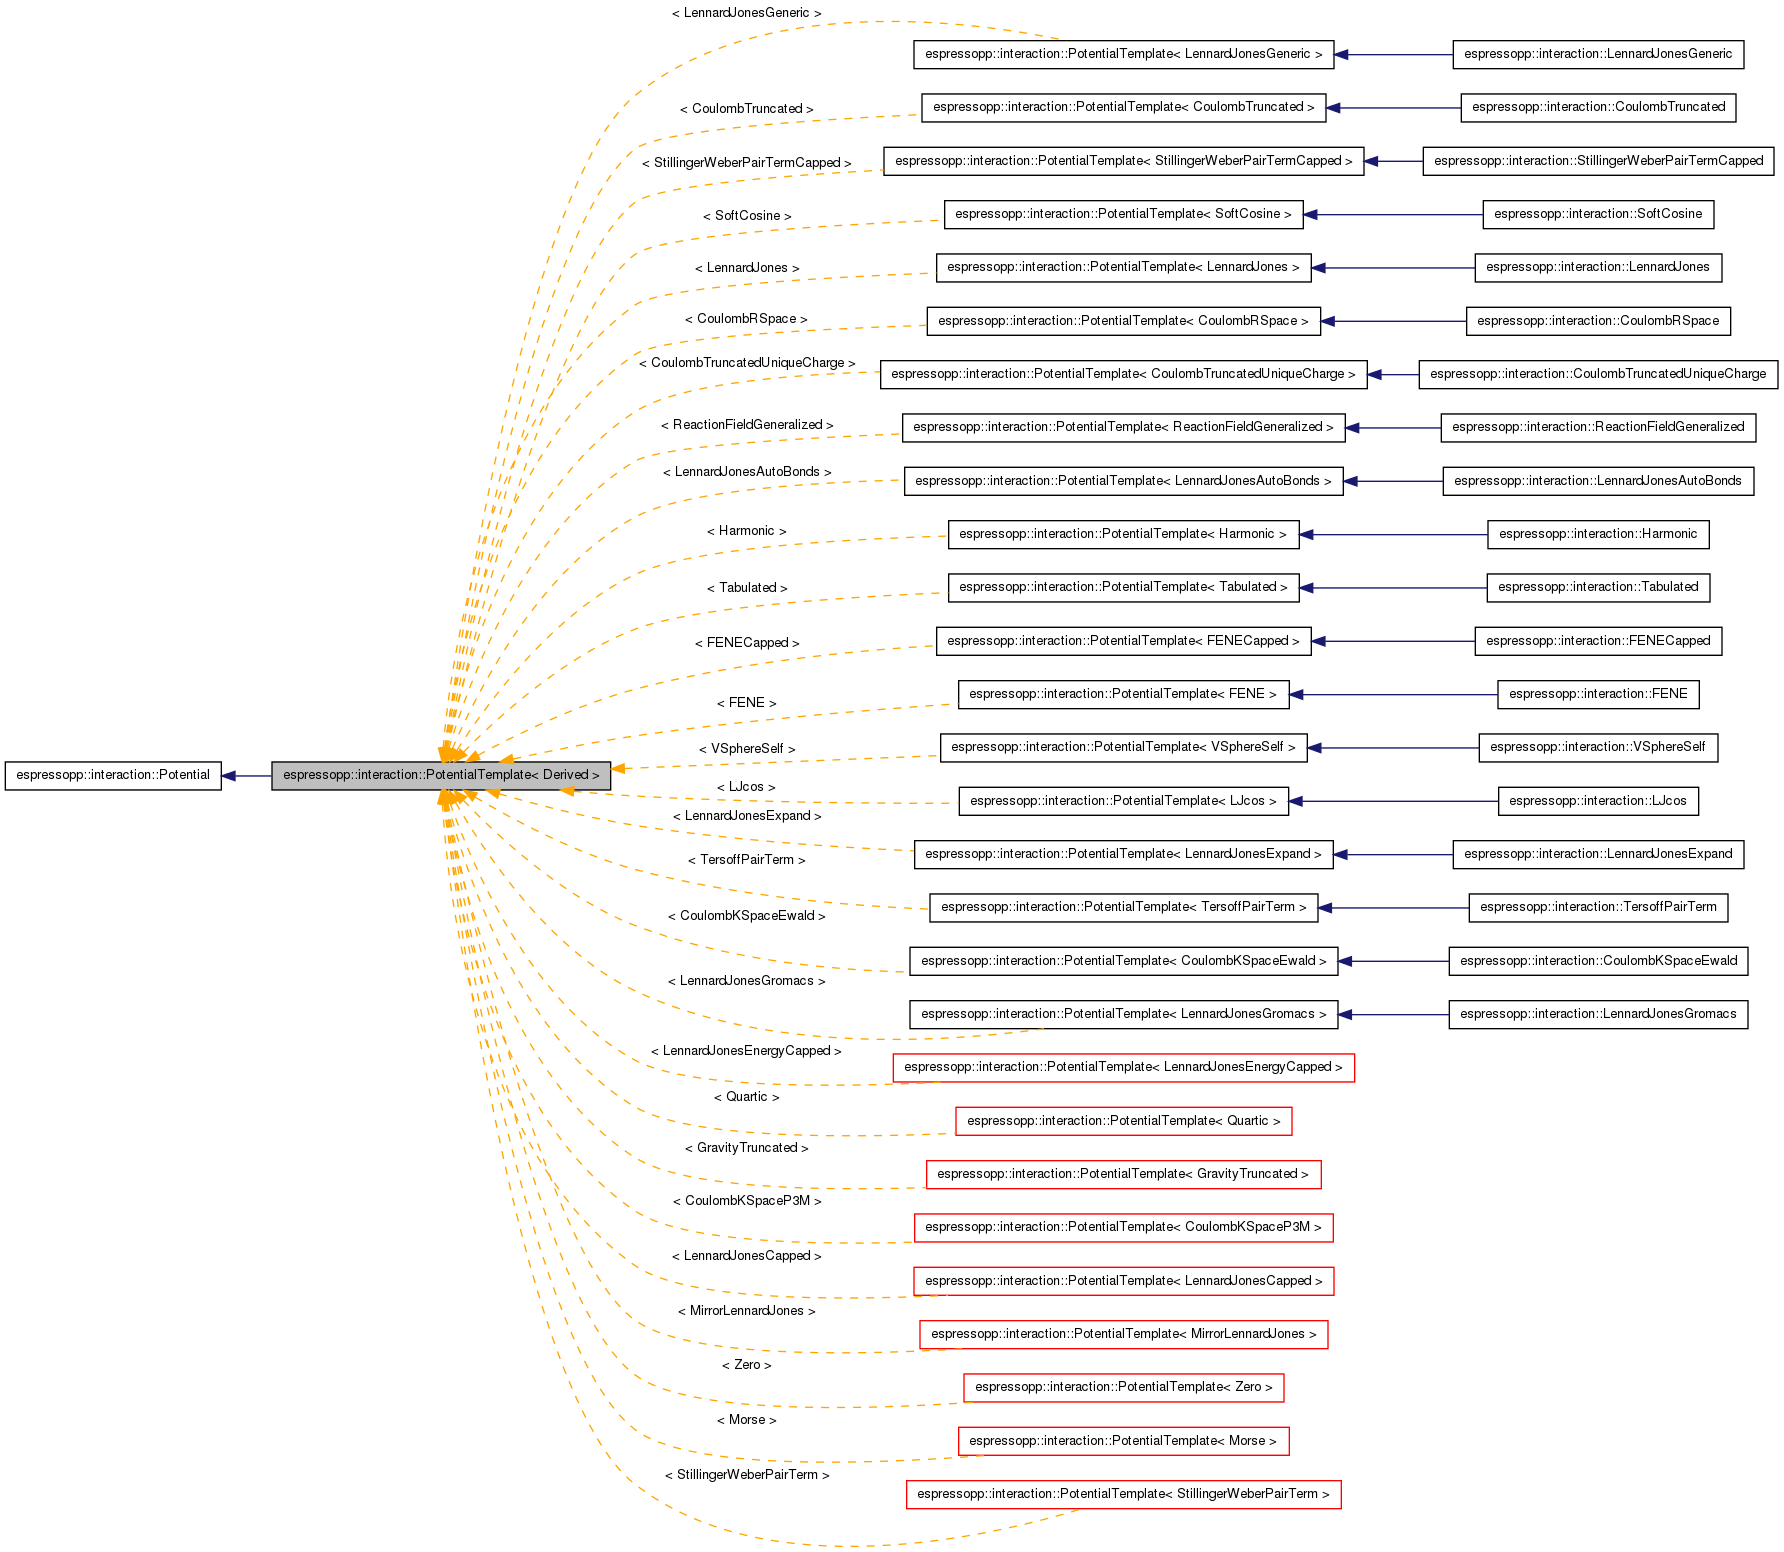 < LennardJonesGeneric >
espressopp::interaction::PotentialTemplate< LennardJonesGeneric >
espressopp::interaction::LennardJonesGeneric
< CoulombTruncated >
espressopp::interaction::PotentialTemplate< CoulombTruncated >
espressopp::interaction::CoulombTruncated
< StillingerWeberPairTermCapped >
espressopp::interaction::PotentialTemplate< StillingerWeberPairTermCapped >
espressopp::interaction::StillingerWeberPairTermCapped
< SoftCosine >
espressopp::interaction::PotentialTemplate< SoftCosine >
espressopp::interaction::SoftCosine
< LennardJones >
espressopp::interaction::PotentialTemplate< LennardJones >
espressopp::interaction::LennardJones
< CoulombRSpace >
espressopp::interaction::PotentialTemplate< CoulombRSpace >
espressopp::interaction::CoulombRSpace
< CoulombTruncatedUniqueCharge >
espressopp::interaction::PotentialTemplate< CoulombTruncatedUniqueCharge >
espressopp::interaction::CoulombTruncatedUniqueCharge
< ReactionFieldGeneralized >
espressopp::interaction::PotentialTemplate< ReactionFieldGeneralized >
espressopp::interaction::ReactionFieldGeneralized
< LennardJonesAutoBonds >
espressopp::interaction::PotentialTemplate< LennardJonesAutoBonds >
espressopp::interaction::LennardJonesAutoBonds
< Harmonic >
espressopp::interaction::PotentialTemplate< Harmonic >
espressopp::interaction::Harmonic
< Tabulated >
espressopp::interaction::PotentialTemplate< Tabulated >
espressopp::interaction::Tabulated
< FENECapped >
espressopp::interaction::PotentialTemplate< FENECapped >
espressopp::interaction::FENECapped
< FENE >
espressopp::interaction::PotentialTemplate< FENE >
espressopp::interaction::FENE
< VSphereSelf >
espressopp::interaction::PotentialTemplate< VSphereSelf >
espressopp::interaction::VSphereSelf
espressopp::interaction::Potential
espressopp::interaction::PotentialTemplate< Derived >
< LJcos >
espressopp::interaction::PotentialTemplate< LJcos >
espressopp::interaction::LJcos
< LennardJonesExpand >
espressopp::interaction::PotentialTemplate< LennardJonesExpand >
espressopp::interaction::LennardJonesExpand
< TersoffPairTerm >
espressopp::interaction::PotentialTemplate< TersoffPairTerm >
espressopp::interaction::TersoffPairTerm
< CoulombKSpaceEwald >
espressopp::interaction::PotentialTemplate< CoulombKSpaceEwald >
espressopp::interaction::CoulombKSpaceEwald
< LennardJonesGromacs >
espressopp::interaction::PotentialTemplate< LennardJonesGromacs >
espressopp::interaction::LennardJonesGromacs
< LennardJonesEnergyCapped >
espressopp::interaction::PotentialTemplate< LennardJonesEnergyCapped >
< Quartic >
espressopp::interaction::PotentialTemplate< Quartic >
< GravityTruncated >
espressopp::interaction::PotentialTemplate< GravityTruncated >
< CoulombKSpaceP3M >
espressopp::interaction::PotentialTemplate< CoulombKSpaceP3M >
< LennardJonesCapped >
espressopp::interaction::PotentialTemplate< LennardJonesCapped >
< MirrorLennardJones >
espressopp::interaction::PotentialTemplate< MirrorLennardJones >
< Zero >
espressopp::interaction::PotentialTemplate< Zero >
< Morse >
espressopp::interaction::PotentialTemplate< Morse >
< StillingerWeberPairTerm >
espressopp::interaction::PotentialTemplate< StillingerWeberPairTerm >